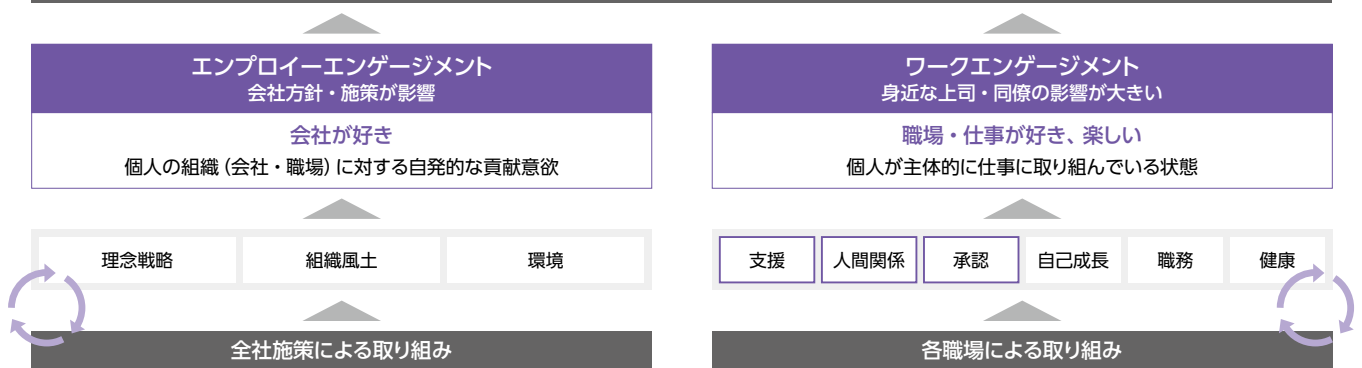 エンプロイーエンゲージメント
会社方針・施策が影響
会社が好き
個人の組織（会社・職場）に対する自発的な貢献意欲
理念戦略
組織風土
環境
全社施策による取り組み
ワークエンゲージメント
身近な上司・同僚の影響が大きい
職場・仕事が好き、楽しい
個人が主体的に仕事に取り組んでいる状態
支援
人間関係
承認
自己成長
職務
健康
各職場による取り組み